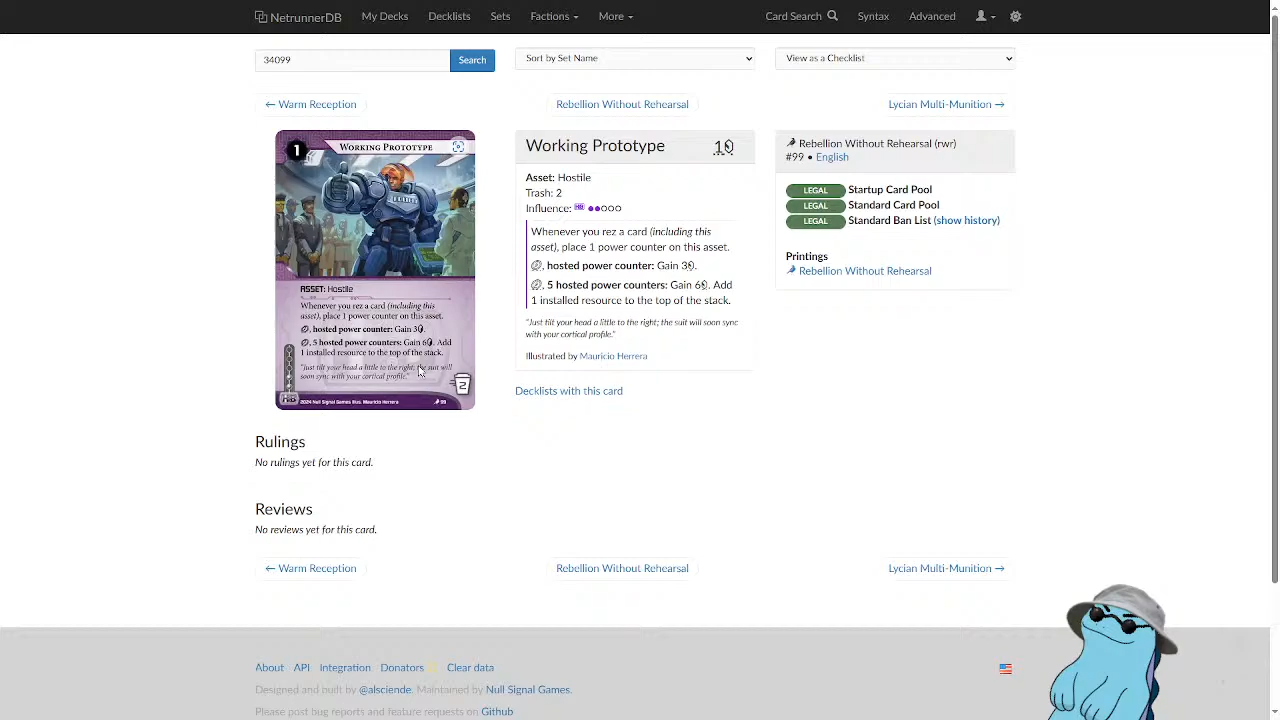 NetrunnerDB My Decks Decklists Sets Factions More Card Search Syntax Advanced
34099 Search Sort by Set Name View as a Checklist
← Warm Reception Rebellion Without Rehearsal Lycian Multi-Munition →
1 Working Prototype
ASSET: Hostile
Whenever you rez a card (including this
asset), place 1 power counter on this asset.
, hosted power counter: Gain 3.
, 5 hosted power counters: Gain 6. Add
1 installed resource to the top of the stack.
"Just tilt your head a little to the right; the suit will
soon sync with your cortical profile."
2
2024 Null Signal Games Illus. Mauricio Herrera 99
Working Prototype 1
Asset: Hostile
Trash: 2
Influence:
Whenever you rez a card (including this
asset), place 1 power counter on this asset.
, hosted power counter: Gain 3.
, 5 hosted power counters: Gain 6. Add
1 installed resource to the top of the stack.
"Just tilt your head a little to the right; the suit will soon sync
with your cortical profile."
Illustrated by Mauricio Herrera
Decklists with this card
Rebellion Without Rehearsal (rwr)
#99 • English
LEGAL Startup Card Pool
LEGAL Standard Card Pool
LEGAL Standard Ban List (show history)
Printings
Rebellion Without Rehearsal
Rulings
No rulings yet for this card.
Reviews
No reviews yet for this card.
← Warm Reception Rebellion Without Rehearsal Lycian Multi-Munition →
About API Integration Donators Clear data
Designed and built by @alsciende. Maintained by Null Signal Games.
Please post bug reports and feature requests on Github